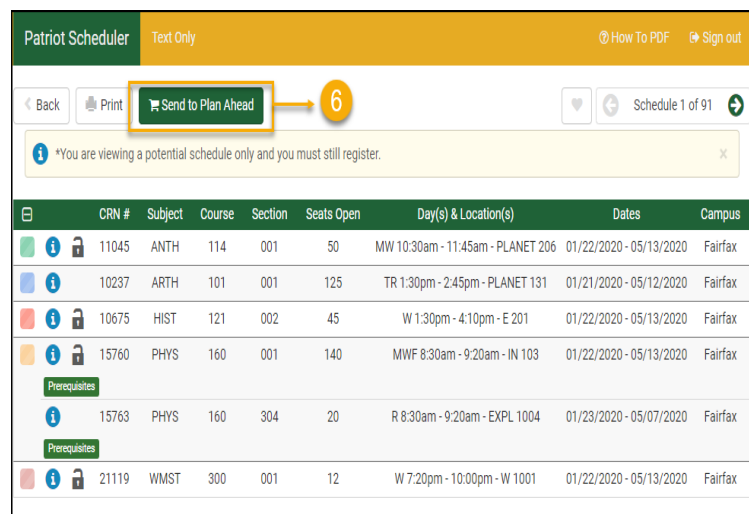 Patriot Scheduler Text Only How To PDF Sign out
Back Print Send to Plan Ahead 6 Schedule 1 of 91
*You are viewing a potential schedule only and you must still register. x
CRN # Subject Course Section Seats Open Day(s) & Location(s) Dates Campus
11045 ANTH 114 001 50 MW 10:30am - 11:45am - PLANET 206 01/22/2020 - 05/13/2020 Fairfax
10237 ARTH 101 001 125 TR 1:30pm - 2:45pm - PLANET 131 01/21/2020 - 05/12/2020 Fairfax
10675 HIST 121 002 45 W 1:30pm - 4:10pm - E 201 01/22/2020 - 05/13/2020 Fairfax
15760 PHYS 160 001 140 MWF 8:30am - 9:20am - IN 103 01/22/2020 - 05/13/2020 Fairfax
Prerequisites
15763 PHYS 160 304 20 R 8:30am - 9:20am - EXPL 1004 01/23/2020 - 05/07/2020 Fairfax
Prerequisites
21119 WMST 300 001 12 W 7:20pm - 10:00pm - W 1001 01/22/2020 - 05/13/2020 Fairfax